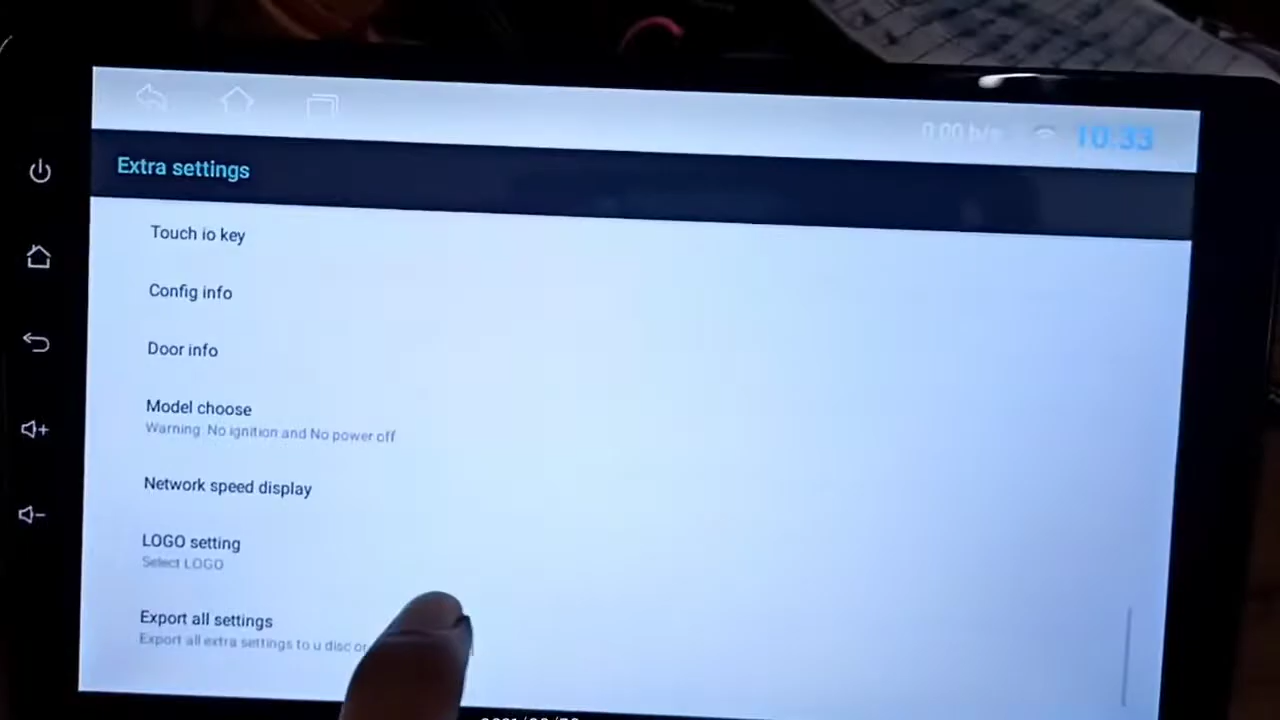 0.00 b/s 10:33
Extra settings
Touch io key
Config info
Door info
Model choose
Warning: No ignition and No power off
Network speed display
LOGO setting
Select LOGO
Export all settings
Export all extra settings to u disc or